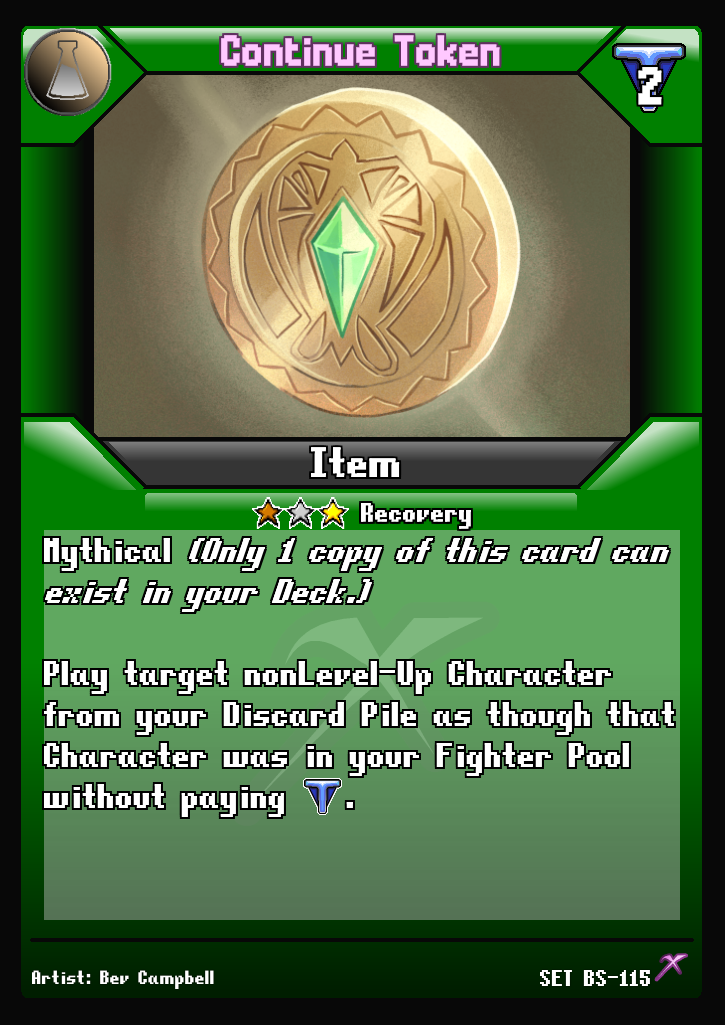 Continue Token
2
Item
Recovery
Mythical (Only 1 copy of this card can
exist in your Deck.)
Play target nonLevel-Up Character
from your Discard Pile as though that
Character was in your Fighter Pool
without paying T.
Artist: Bev Campbell
SET BS-115